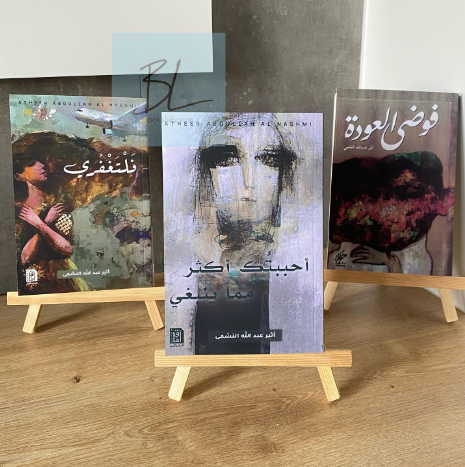 BL
ATHEER ABDULLAH AL NASHMI
فلتغفري
أثير عبد الله النشمي
ATHEER ABDULLAH AL NASHMI
أحببتك أكثر
مما ينبغي
أثير عبد الله النشمي
فوضى العودة
أثير عبد الله النشمي